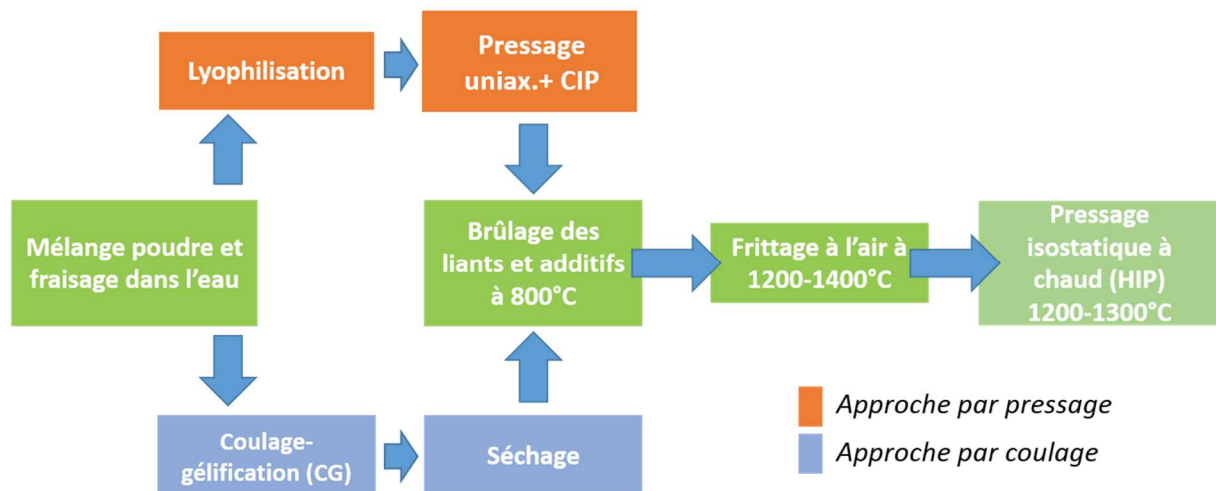 Lyophilisation
Pressage
uniax.+ CIP
Mélange poudre et
fraisage dans l'eau
Brûlage des
liants et additifs
à 800°C
Frittage à l'air à
1200-1400°C
Pressage
isostatique à
chaud (HIP)
1200-1300°C
Coulage-
gélification (CG)
Séchage
Approche par pressage
Approche par coulage